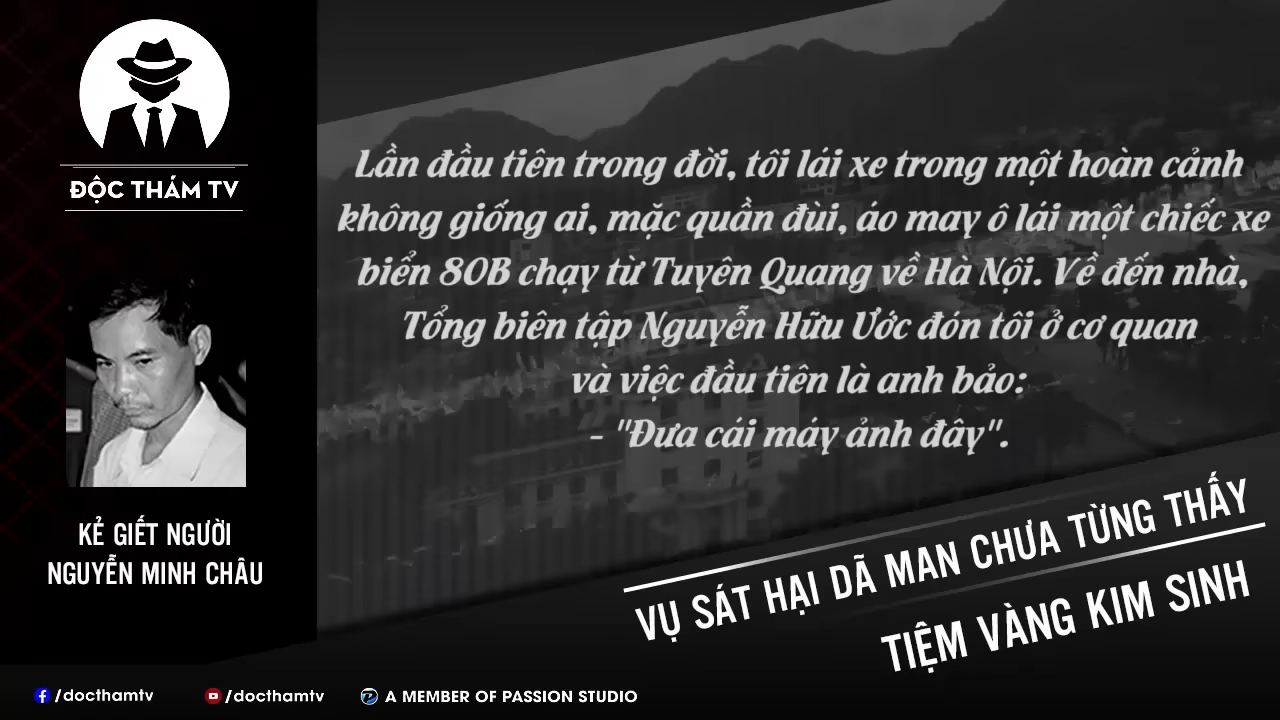 ĐỘC THÁM TV
KẺ GIẾT NGƯỜI
NGUYỄN MINH CHÂU
Lần đầu tiên trong đời, tôi lái xe trong một hoàn cảnh
không giống ai, mặc quần đùi, áo may ô lái một chiếc xe
biển 80B chạy từ Tuyên Quang về Hà Nội. Về đến nhà,
Tổng biên tập Nguyễn Hữu Ước đón tôi ở cơ quan
và việc đầu tiên là anh bảo:
- "Đưa cái máy ảnh đây".
VỤ SÁT HẠI DÃ MAN CHƯA TỪNG THẤY
TIỆM VÀNG KIM SINH
/docthamtv
/docthamtv
A MEMBER OF PASSION STUDIO